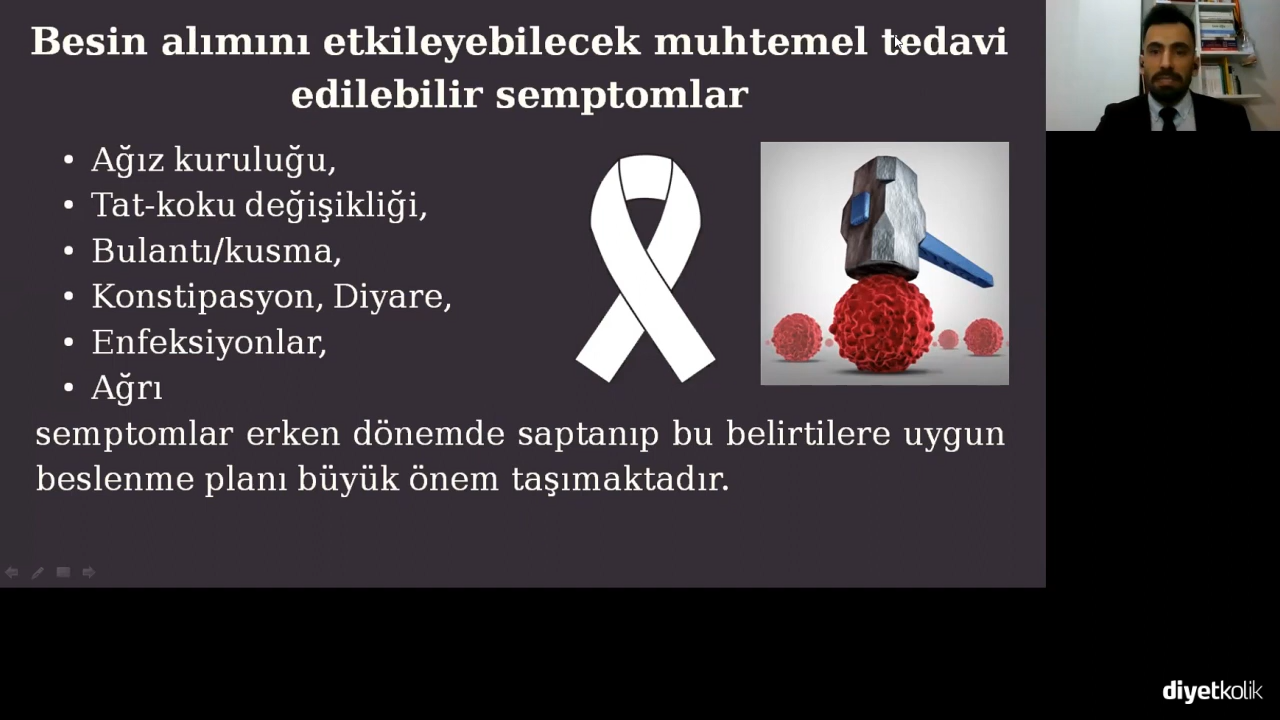 Besin alımını etkileyebilecek muhtemel tedavi
edilebilir semptomlar
• Ağız kuruluğu,
• Tat-koku değişikliği,
• Bulantı/kusma,
• Konstipasyon, Diyare,
• Enfeksiyonlar,
• Ağrı
semptomlar erken dönemde saptanıp bu belirtilere uygun
beslenme planı büyük önem taşımaktadır.
diyetkolik